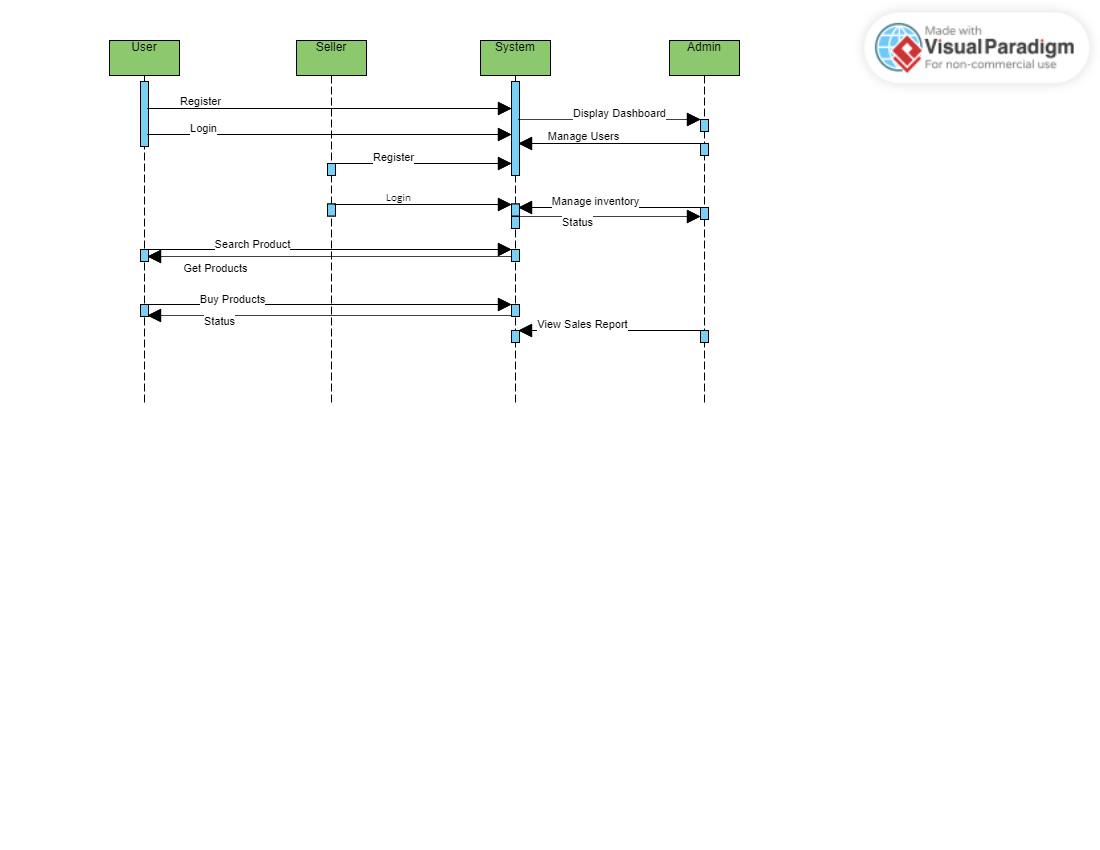 User
Seller
System
Admin
Made with
Visual Paradigm
For non-commercial use
Register
Display Dashboard
Login
Manage Users
Register
Login
Manage inventory
Status
Search Product
Get Products
Buy Products
Status
View Sales Report